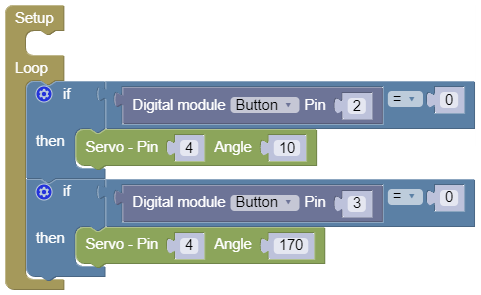 Setup
Loop
if Digital module Button Pin 2 = 0
then Servo - Pin 4 Angle 10
if Digital module Button Pin 3 = 0
then Servo - Pin 4 Angle 170